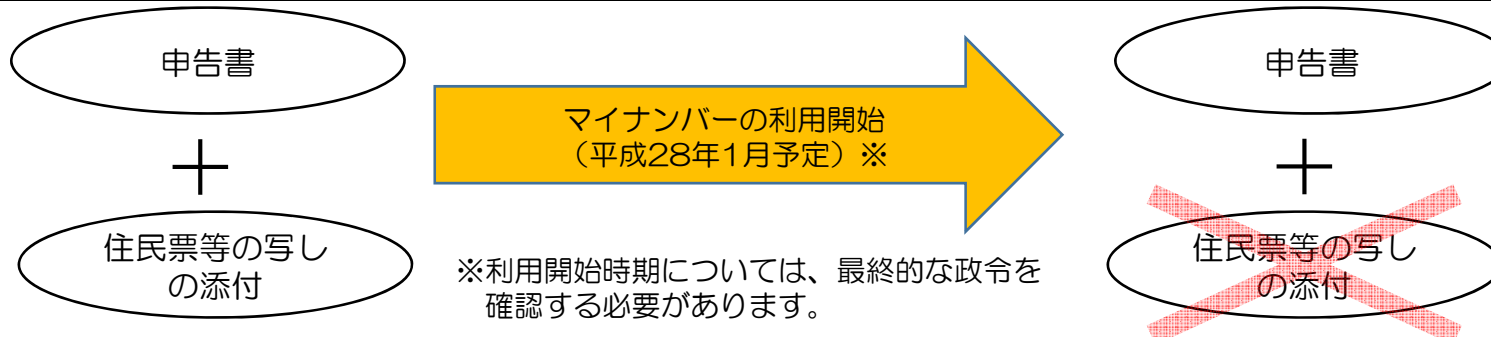 申告書
＋
住民票等の写し
の添付
マイナンバーの利用開始
（平成28年1月予定）※
※利用開始時期については、最終的な政令を
確認する必要があります。
申告書
＋
住民票等の写し
の添付